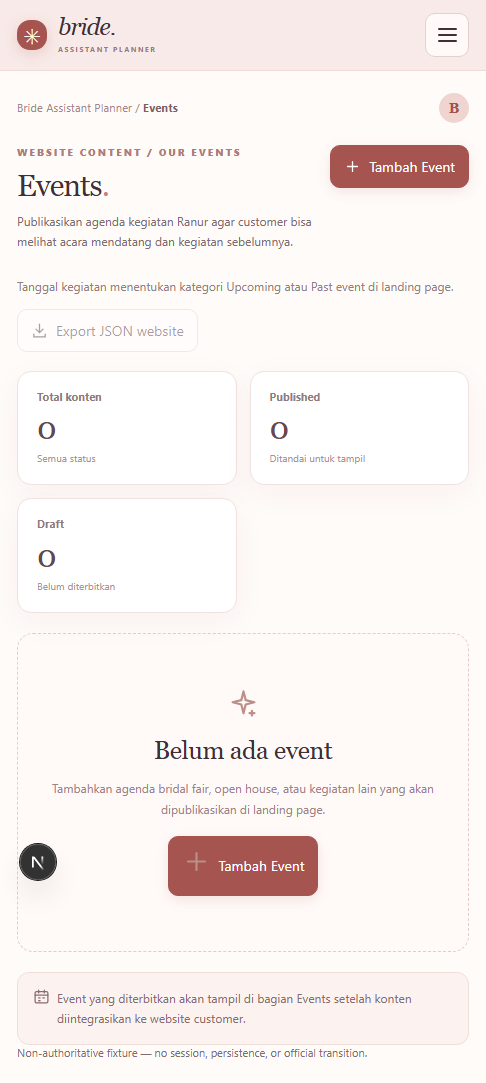 bride.
ASSISTANT PLANNER
Bride Assistant Planner / Events
B
WEBSITE CONTENT / OUR EVENTS
Events.
Tambah Event
Publikasikan agenda kegiatan Ranur agar customer bisa
melihat acara mendatang dan kegiatan sebelumnya.
Tanggal kegiatan menentukan kategori Upcoming atau Past event di landing page.
Export JSON website
Total konten
0
Semua status
Published
0
Ditandai untuk tampil
Draft
0
Belum diterbitkan
Belum ada event
Tambahkan agenda bridal fair, open house, atau kegiatan lain yang akan
dipublikasikan di landing page.
Tambah Event
N
Event yang diterbitkan akan tampil di bagian Events setelah konten
diintegrasikan ke website customer.
Non-authoritative fixture — no session, persistence, or official transition.